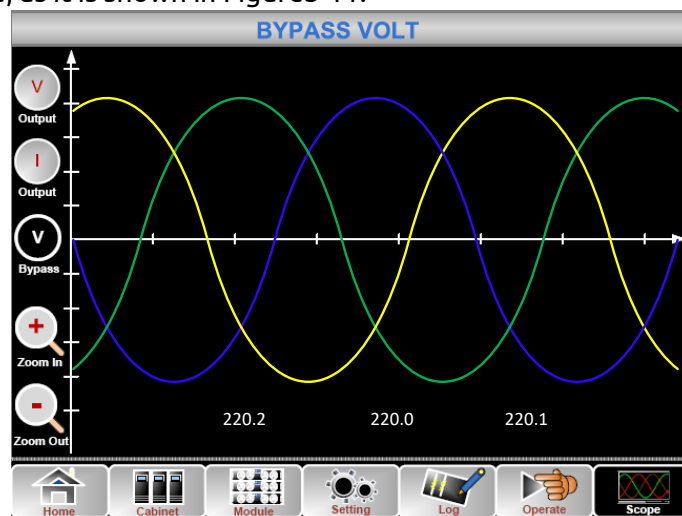 BYPASS VOLT
V
Output
I
Output
V
Bypass
+
Zoom In
-
Zoom Out
220.2 220.0 220.1
Home Cabinet Module Setting Log Operate Scope